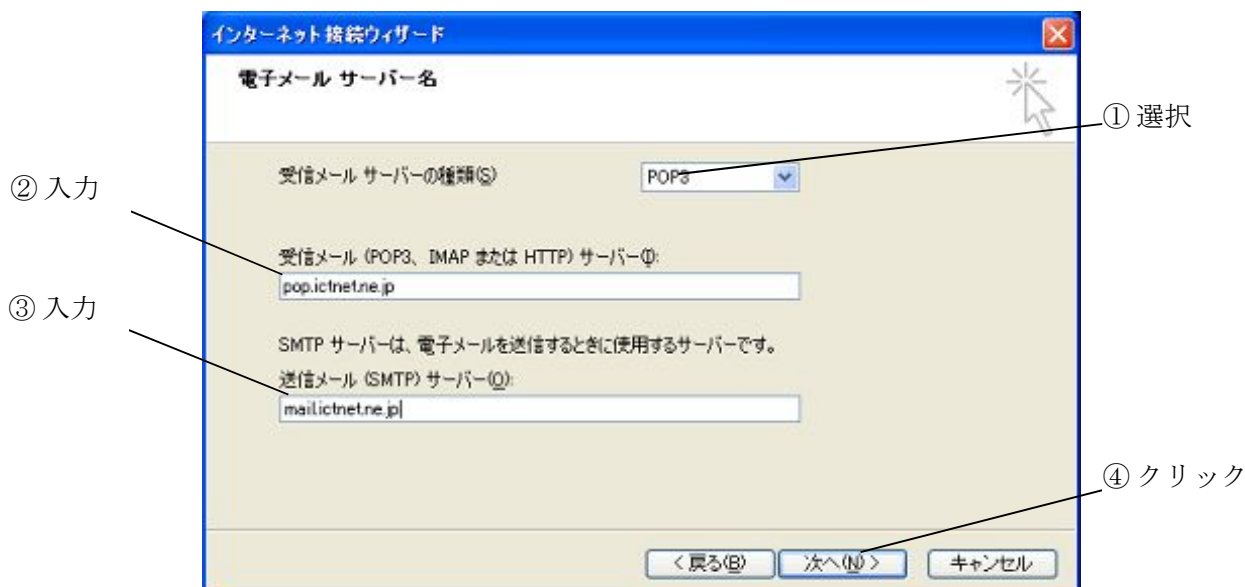 インターネット接続ウィザード
電子メール サーバー名
① 選択
受信メール サーバーの種類(S)
POP3
② 入力
受信メール (POP3、IMAP または HTTP) サーバー(I):
pop.ictnet.ne.jp
③ 入力
SMTP サーバーは、電子メールを送信するときに使用するサーバーです。
送信メール (SMTP) サーバー(O):
mail.ictnet.ne.jp
④ クリック
< 戻る(B)
次へ(N) >
キャンセル